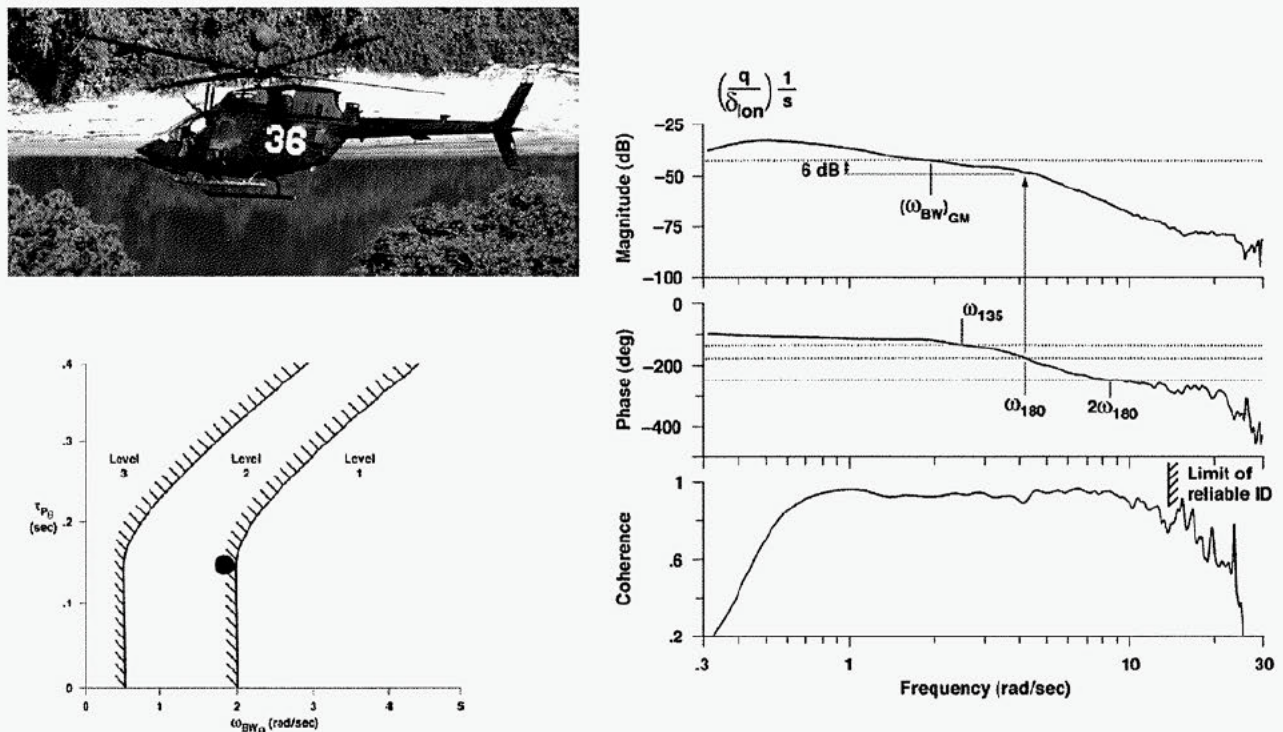 36
(q/δlon) 1/s
Magnitude (dB)
−25
−50
−75
−100
6 dB
(ωBW)GM
Phase (deg)
0
−200
−400
ω135
ω180
2ω180
Coherence
1
.6
.2
Limit of
reliable ID
.3
1
10
30
Frequency (rad/sec)
.4
.3
.2
.1
0
τPθ
(sec)
Level
3
Level
2
Level
1
0
1
2
3
4
5
ωBWθ (rad/sec)